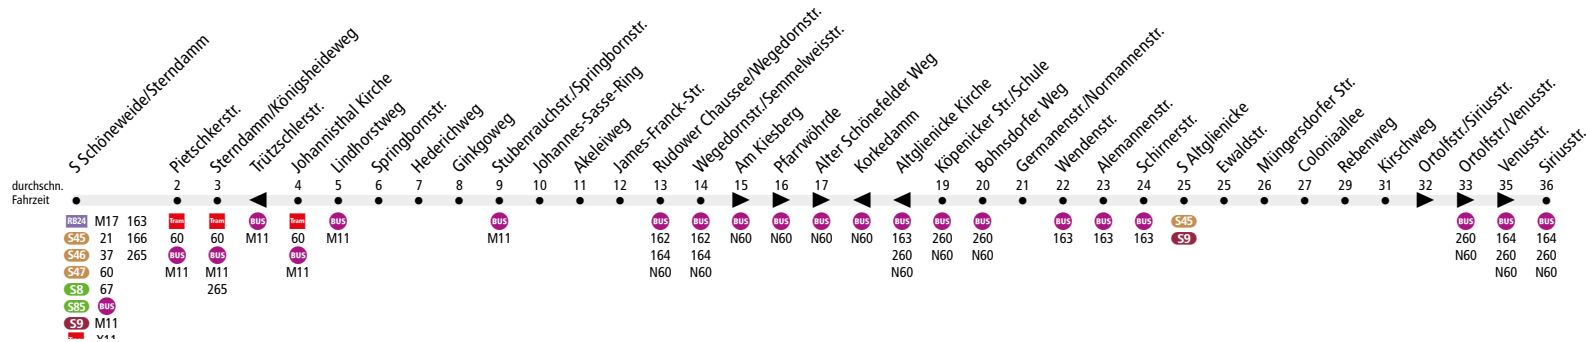 S Schöneweide/Sterndamm
Pietschkerstr.
Sterndamm/Königsheideweg
Trützschlerstr.
Johannisthal Kirche
Lindhorstweg
Springbornstr.
Hederichweg
Ginkgoweg
Stubenrauchstr./Springbornstr.
Johannes-Sasse-Ring
Akeleiweg
James-Franck-Str.
Rudower Chaussee/Wegedornstr.
Wegedornstr./Semmelweisstr.
Am Kiesberg
Pfarrwöhrde
Alter Schönefelder Weg
Korkedamm
Altglienicke Kirche
Köpenicker Str./Schule
Bohnsdorfer Weg
Germanenstr./Normannenstr.
Wendenstr.
Alemannenstr.
Schirnerstr.
S Altglienicke
Ewaldstr.
Müngersdorfer Str.
Coloniaallee
Rebenweg
Kirschweg
Ortolfstr./Siriusstr.
Ortolfstr./Venusstr.
Venusstr.
Siriusstr.
durchschn. 2 3 4 5 6 7 8 9 10 11 12 13 14 15 16 17 19 20 21 22 23 24 25 25 26 27 29 31 32 33 35 36
Fahrzeit
RB24 M17 163 Tram Tram BUS Tram BUS BUS BUS BUS BUS BUS BUS BUS BUS BUS BUS BUS BUS BUS S45 BUS BUS BUS
S45 21 166 60 60 M11 60 M11 M11 162 162 N60 N60 N60 N60 163 260 260 163 163 163 S9 260 164 164
S46 37 265 BUS BUS BUS 164 164 260 N60 N60 N60 260 260
S47 60 M11 M11 M11 N60 N60 N60 N60 N60
S8 67 265
S85 BUS
S9 M11